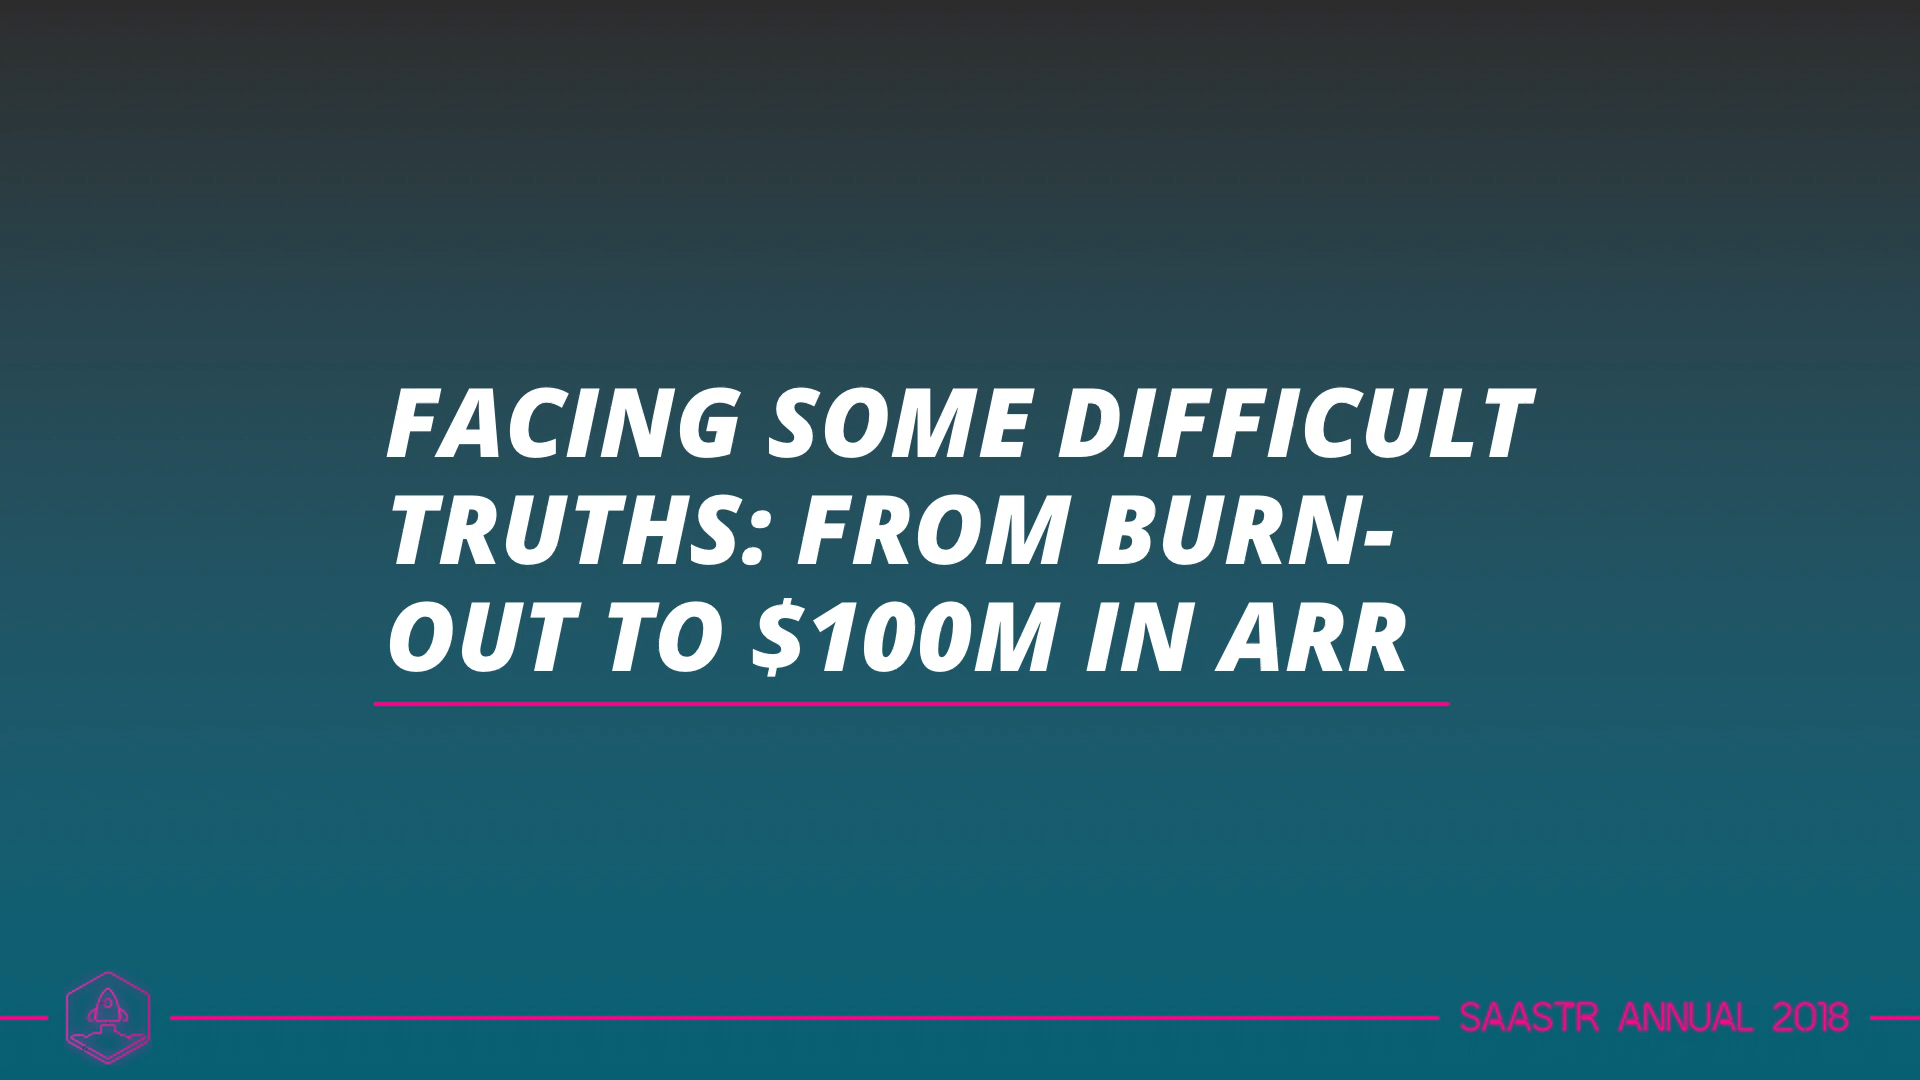 FACING SOME DIFFICULT
TRUTHS: FROM BURN-
OUT TO $100M IN ARR
SAASTR ANNUAL 2018